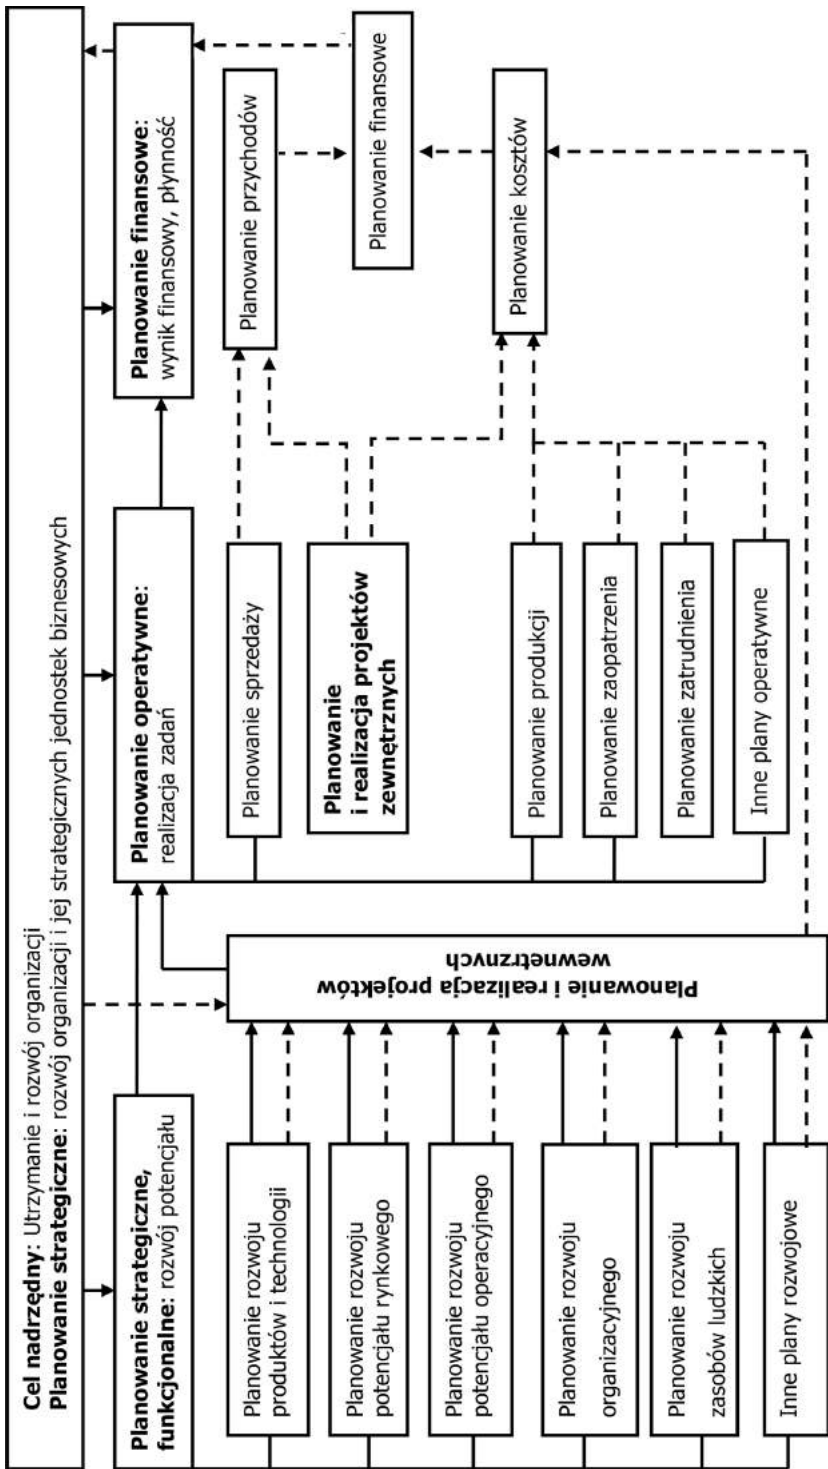 Cel nadrzędny: Utrzymanie i rozwój organizacji
Planowanie strategiczne: rozwój organizacji i jej strategicznych jednostek biznesowych
Planowanie strategiczne,
funkcjonalne: rozwój potencjału
Planowanie operatywne:
realizacja zadań
Planowanie finansowe:
wynik finansowy, płynność
Planowanie rozwoju
produktów i technologii
Planowanie rozwoju
potencjału rynkowego
Planowanie rozwoju
potencjału operacyjnego
Planowanie rozwoju
organizacyjnego
Planowanie rozwoju
zasobów ludzkich
Inne plany rozwojowe
Planowanie i realizacja projektów
wewnętrznych
Planowanie sprzedaży
Planowanie
i realizacja projektów
zewnętrznych
Planowanie produkcji
Planowanie zaopatrzenia
Planowanie zatrudnienia
Inne plany operatywne
Planowanie przychodów
Planowanie finansowe
Planowanie kosztów